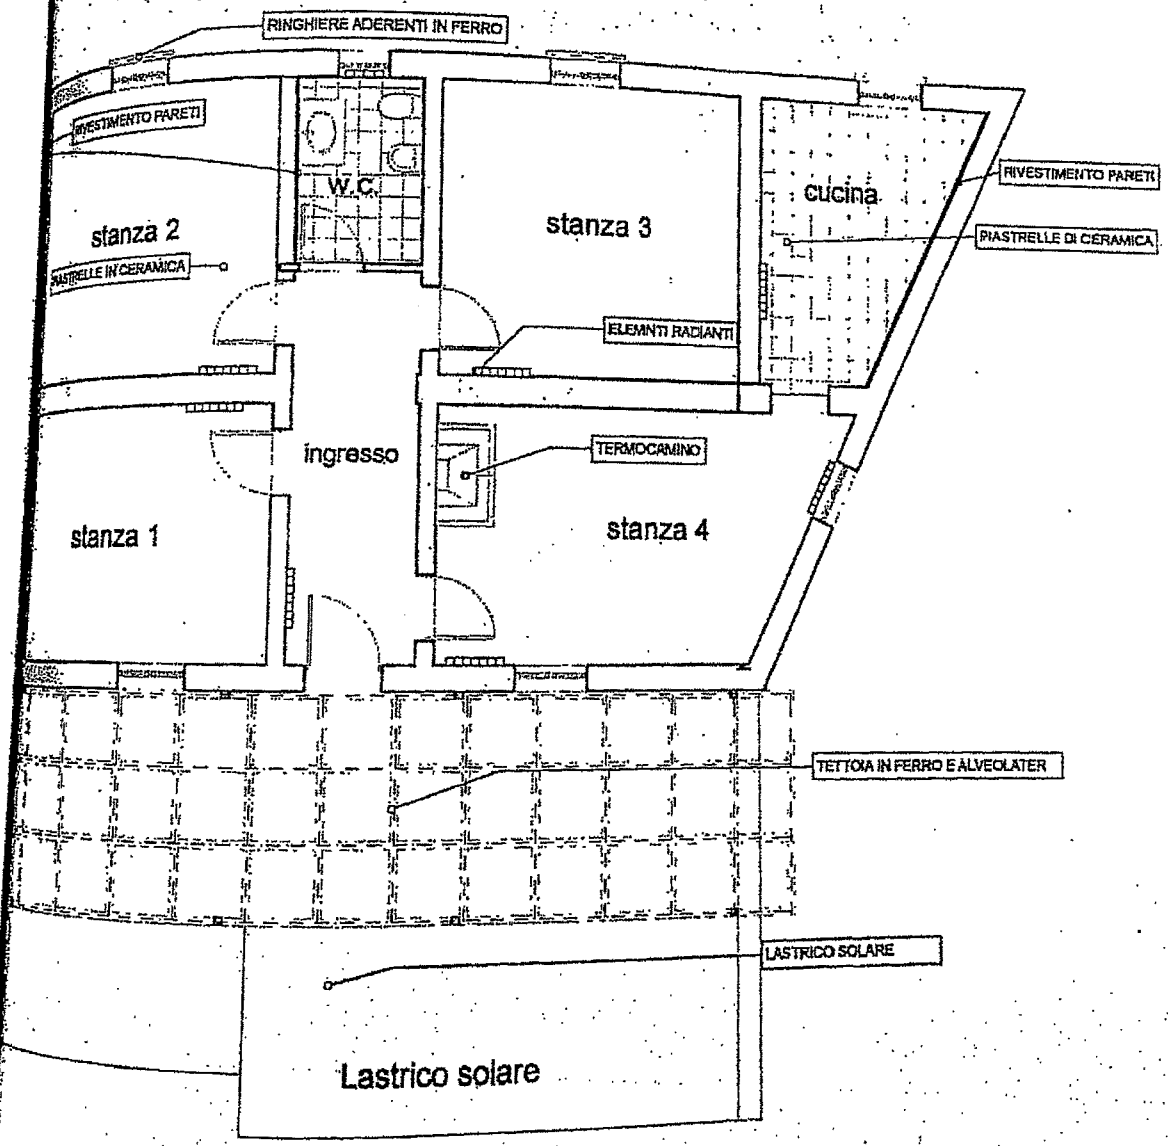 RINGHIERE ADERENTI IN FERRO
RIVESTIMENTO PARETI
W.C.
cucina
RIVESTIMENTO PARETI
stanza 2
stanza 3
PIASTRELLE DI CERAMICA
PIASTRELLE IN CERAMICA
ELEMNTI RADIANTI
ingresso
TERMOCAMINO
stanza 1
stanza 4
TETTOIA IN FERRO E ALVEOLATER
LASTRICO SOLARE
Lastrico solare